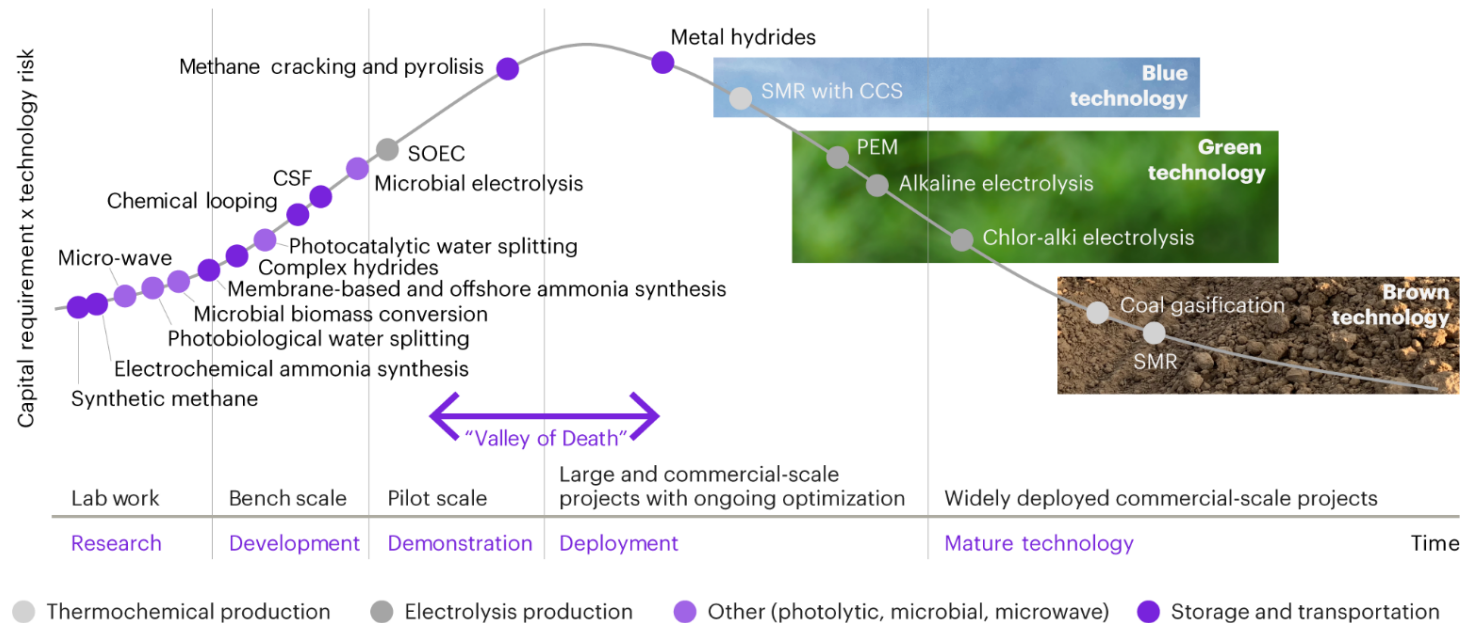 Capital requirement x technology risk
Metal hydrides
Methane cracking and pyrolisis
Blue
technology
SMR with CCS
Green
technology
PEM
SOEC
CSF
Microbial electrolysis
Alkaline electrolysis
Chemical looping
Chlor-alki electrolysis
Photocatalytic water splitting
Micro-wave
Complex hydrides
Membrane-based and offshore ammonia synthesis
Brown
technology
Coal gasification
Microbial biomass conversion
Photobiological water splitting
SMR
Electrochemical ammonia synthesis
Synthetic methane
“Valley of Death”
Lab work
Bench scale
Pilot scale
Large and commercial-scale
projects with ongoing optimization
Widely deployed commercial-scale projects
Research
Development
Demonstration
Deployment
Mature technology
Time
Thermochemical production
Electrolysis production
Other (photolytic, microbial, microwave)
Storage and transportation